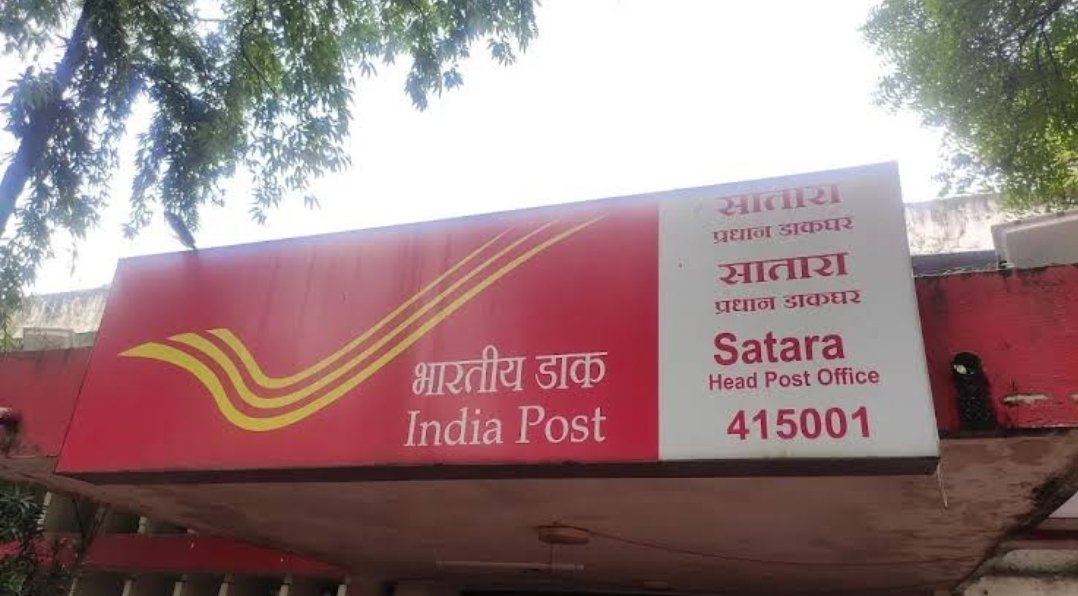 भारतीय डाक
India Post
सातारा
प्रधान डाकघर
सातारा
प्रधान डाकघर
Satara
Head Post Office
415001